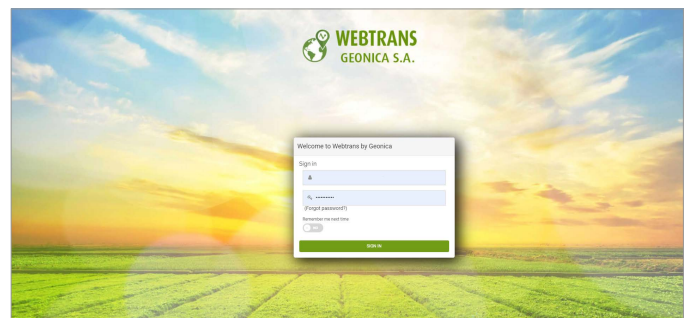 WEBTRANS
GEONICA S.A.
Welcome to Webtrans by Geonica
Sign in
(Forgot password?)
Remember me next time
SIGN IN